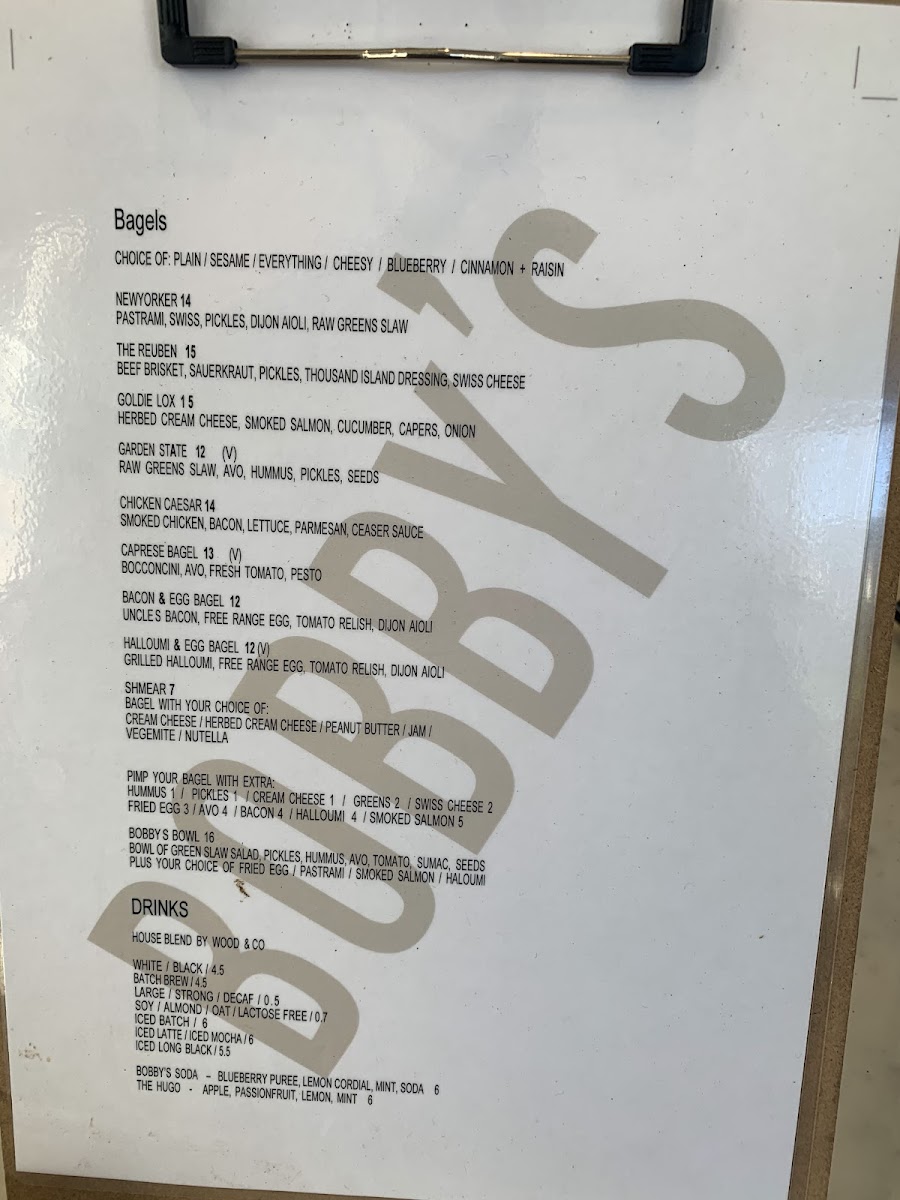 BOBBY'S
Bagels
CHOICE OF: PLAIN / SESAME / EVERYTHING / CHEESY / BLUEBERRY / CINNAMON + RAISIN
NEWYORKER 14
PASTRAMI, SWISS, PICKLES, DIJON AIOLI, RAW GREENS SLAW
THE REUBEN 15
BEEF BRISKET, SAUERKRAUT, PICKLES, THOUSAND ISLAND DRESSING, SWISS CHEESE
GOLDIE LOX 15
HERBED CREAM CHEESE, SMOKED SALMON, CUCUMBER, CAPERS, ONION
GARDEN STATE 12 (V)
RAW GREENS SLAW, AVO, HUMMUS, PICKLES, SEEDS
CHICKEN CAESAR 14
SMOKED CHICKEN, BACON, LETTUCE, PARMESAN, CEASER SAUCE
CAPRESE BAGEL 13 (V)
BOCCONCINI, AVO, FRESH TOMATO, PESTO
BACON & EGG BAGEL 12
UNCLES BACON, FREE RANGE EGG, TOMATO RELISH, DIJON AIOLI
HALLOUMI & EGG BAGEL 12 (V)
GRILLED HALLOUMI, FREE RANGE EGG, TOMATO RELISH, DIJON AIOLI
SHMEAR 7
BAGEL WITH YOUR CHOICE OF:
CREAM CHEESE / HERBED CREAM CHEESE / PEANUT BUTTER / JAM /
VEGEMITE / NUTELLA
PIMP YOUR BAGEL WITH EXTRA:
HUMMUS 1 / PICKLES 1 / CREAM CHEESE 1 / GREENS 2 / SWISS CHEESE 2
FRIED EGG 3 / AVO 4 / BACON 4 / HALLOUMI 4 / SMOKED SALMON 5
BOBBY'S BOWL 16
BOWL OF GREEN SLAW SALAD, PICKLES, HUMMUS, AVO, TOMATO, SUMAC, SEEDS
PLUS YOUR CHOICE OF FRIED EGG / PASTRAMI / SMOKED SALMON / HALOUMI
DRINKS
HOUSE BLEND BY WOOD & CO
WHITE / BLACK / 4.5
BATCH BREW / 4.5
LARGE / STRONG / DECAF / 0.5
SOY / ALMOND / OAT / LACTOSE FREE / 0.7
ICED BATCH / 6
ICED LATTE / ICED MOCHA / 6
ICED LONG BLACK / 5.5
BOBBY'S SODA – BLUEBERRY PUREE, LEMON CORDIAL, MINT, SODA 6
THE HUGO - APPLE, PASSIONFRUIT, LEMON, MINT 6